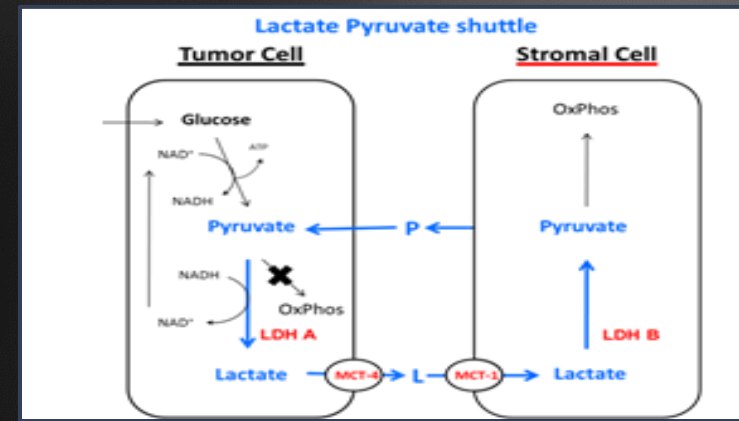 Lactate Pyruvate shuttle
Tumor Cell
Stromal Cell
Glucose
NAD⁺
ATP
NADH
Pyruvate
P
NADH
OxPhos
NAD⁺
LDH A
Lactate
MCT-4
L
MCT-1
OxPhos
Pyruvate
LDH B
Lactate